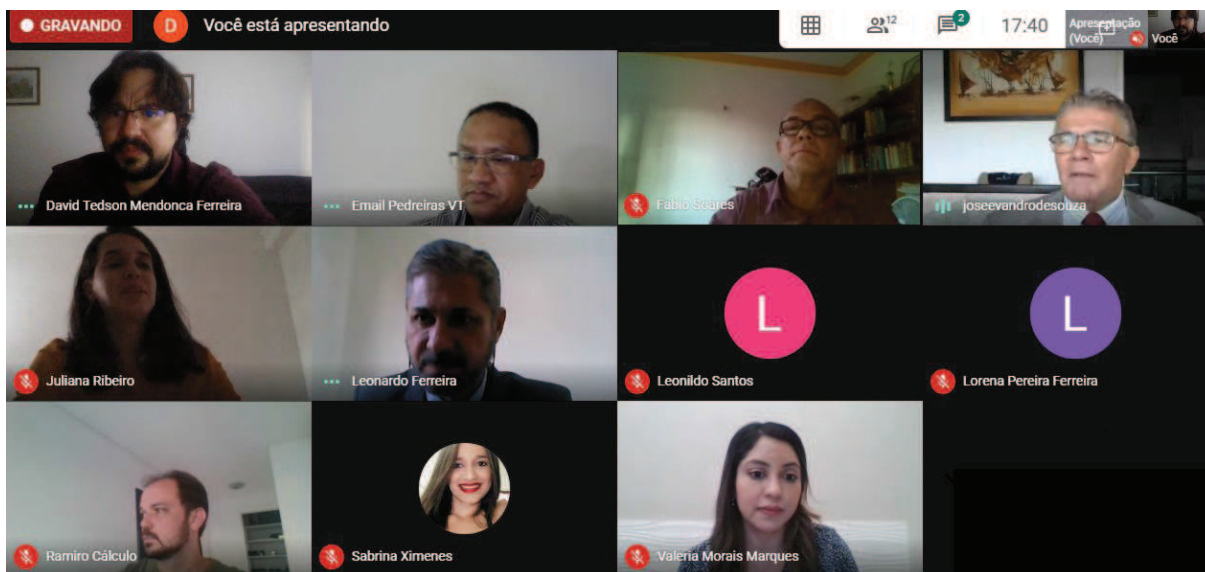 GRAVANDO
D
Você está apresentando
12
2
17:40
Apresentação
(Você)
Você
David Tedson Mendonca Ferreira
Email Pedreiras VT
Fabio Soares
joseevandrodesouza
Juliana Ribeiro
Leonardo Ferreira
L
Leonildo Santos
L
Lorena Pereira Ferreira
Ramiro Cálculo
Sabrina Ximenes
Valeria Morais Marques